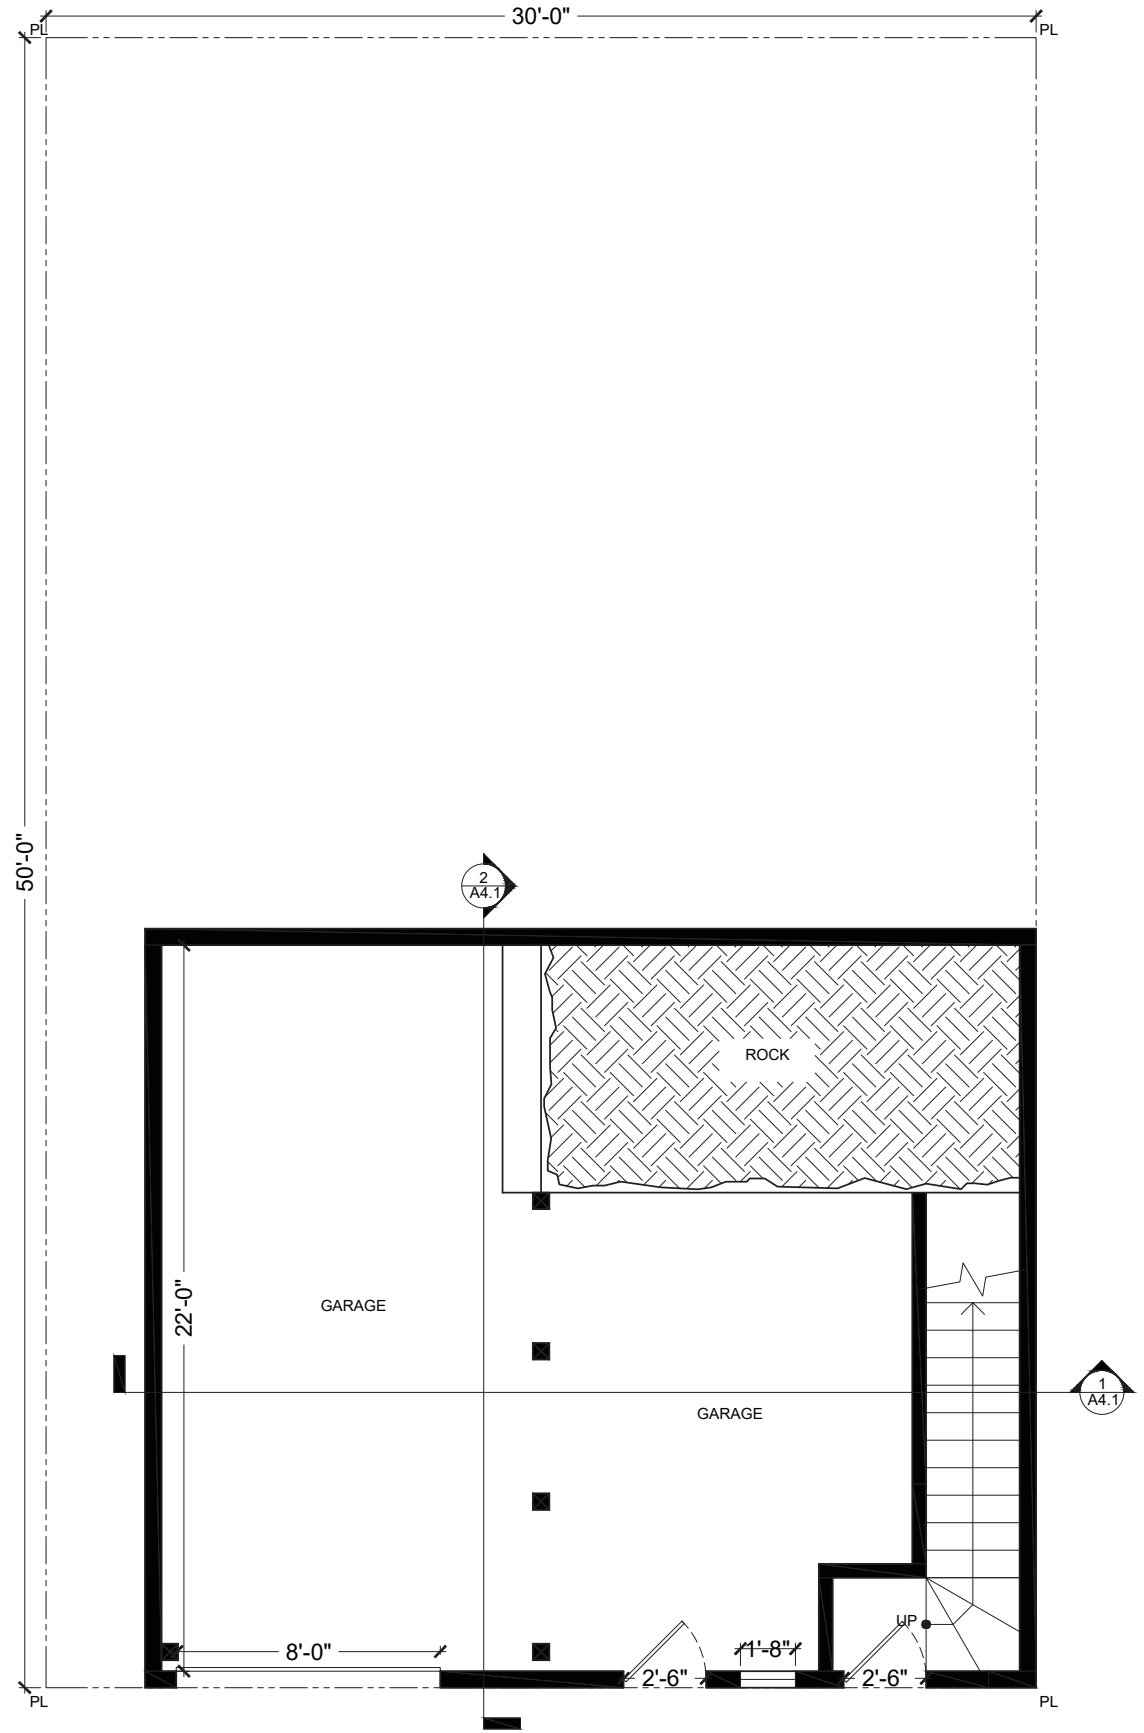 30'-0"
PL
PL
50'-0"
2
A4.1
ROCK
22'-0"
GARAGE
1
A4.1
GARAGE
UP
8'-0"
1'-8"
2'-6"
2'-6"
PL
PL